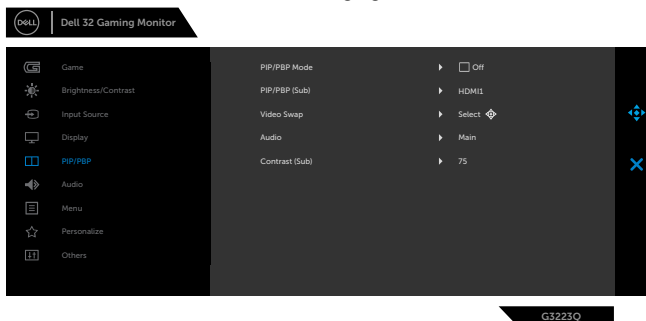 DELL Dell 32 Gaming Monitor
Game PIP/PBP Mode Off
Brightness/Contrast PIP/PBP (Sub) HDMI1
Input Source Video Swap Select
Display Audio Main
PIP/PBP Contrast (Sub) 75
Audio
Menu
Personalize
Others
G3223Q